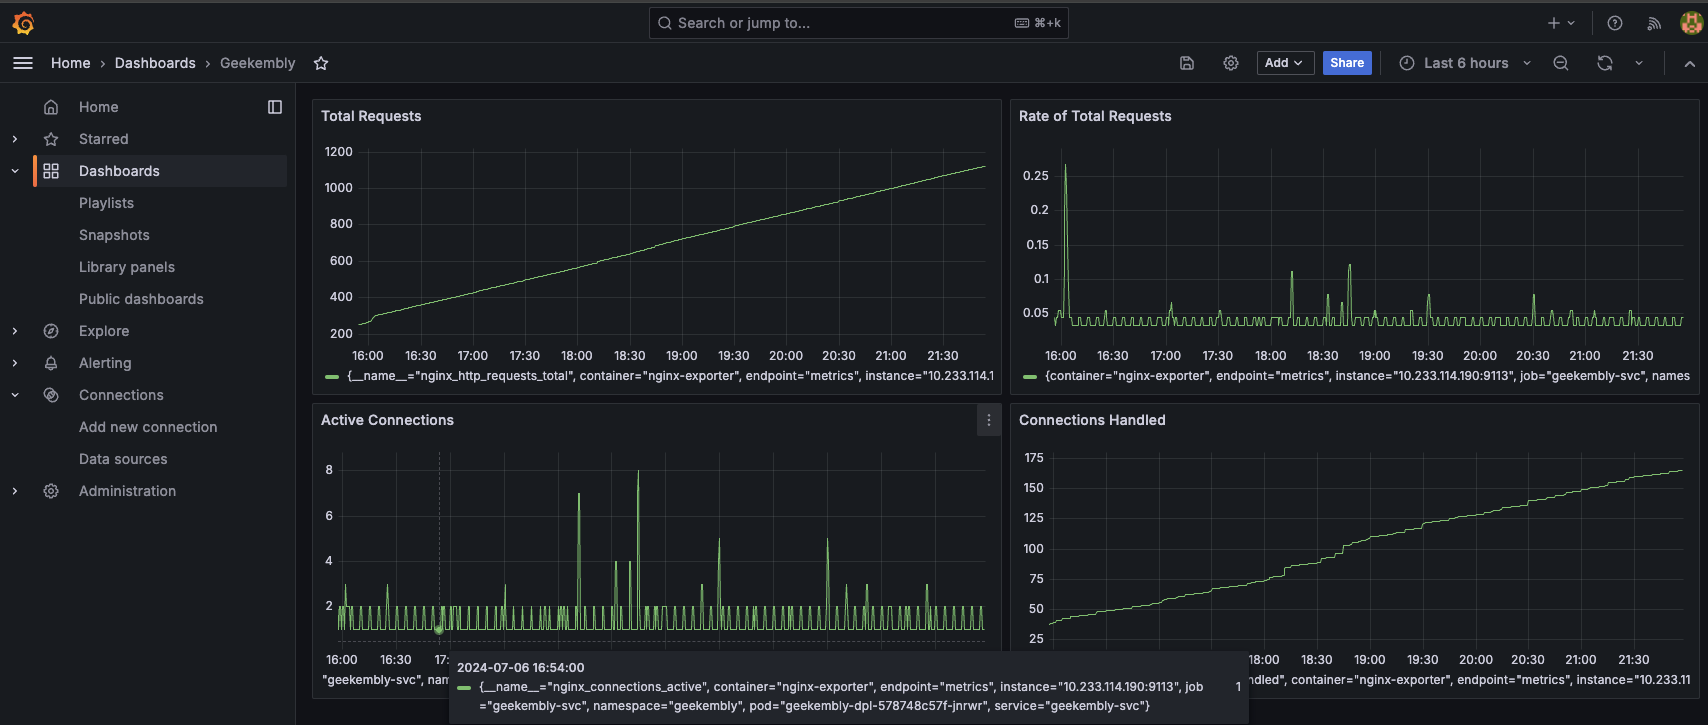 Search or jump to...
⌘+k
Home › Dashboards › Geekembly
Add
Share
Last 6 hours
Home
Starred
Dashboards
Playlists
Snapshots
Library panels
Public dashboards
Explore
Alerting
Connections
Add new connection
Data sources
Administration
Total Requests
1200
1000
800
600
400
200
16:00 16:30 17:00 17:30 18:00 18:30 19:00 19:30 20:00 20:30 21:00 21:30
{__name__="nginx_http_requests_total", container="nginx-exporter", endpoint="metrics", instance="10.233.114.1
Rate of Total Requests
0.25
0.2
0.15
0.1
0.05
16:00 16:30 17:00 17:30 18:00 18:30 19:00 19:30 20:00 20:30 21:00 21:30
{container="nginx-exporter", endpoint="metrics", instance="10.233.114.190:9113", job="geekembly-svc", names
Active Connections
8
6
4
2
16:00 16:30 17:
"geekembly-svc", nam
2024-07-06 16:54:00
{__name__="nginx_connections_active", container="nginx-exporter", endpoint="metrics", instance="10.233.114.190:9113", job 1
="geekembly-svc", namespace="geekembly", pod="geekembly-dpl-578748c57f-jnrwr", service="geekembly-svc"}
Connections Handled
175
150
125
100
75
50
25
18:00 18:30 19:00 19:30 20:00 20:30 21:00 21:30
ndled", container="nginx-exporter", endpoint="metrics", instance="10.233.11